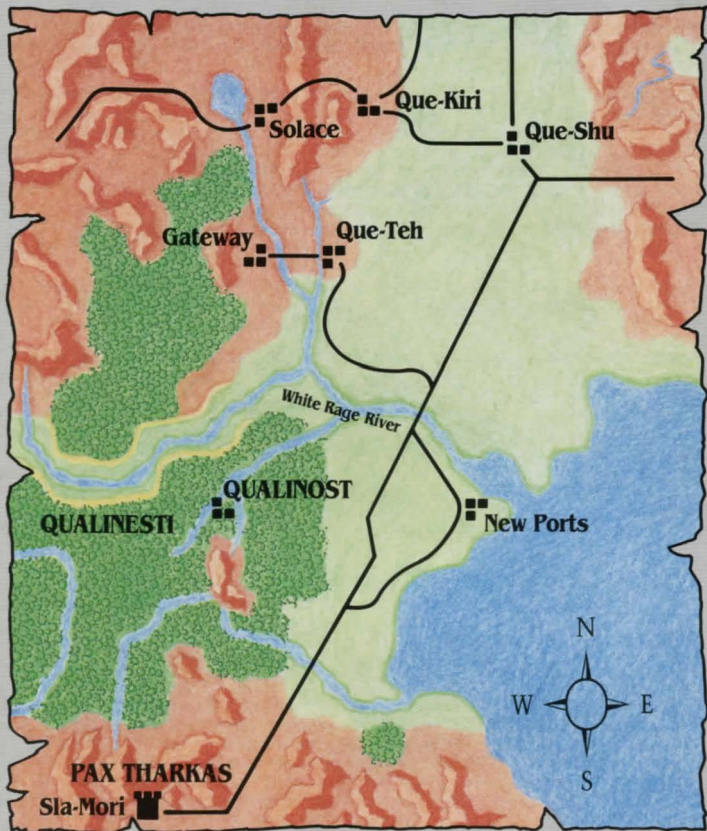 Que-Kiri
Solace
Que-Shu
Gateway
Que-Teh
White Rage River
QUALINOST
QUALINESTI
New Ports
N
W
E
S
PAX THARKAS
Sla-Mori